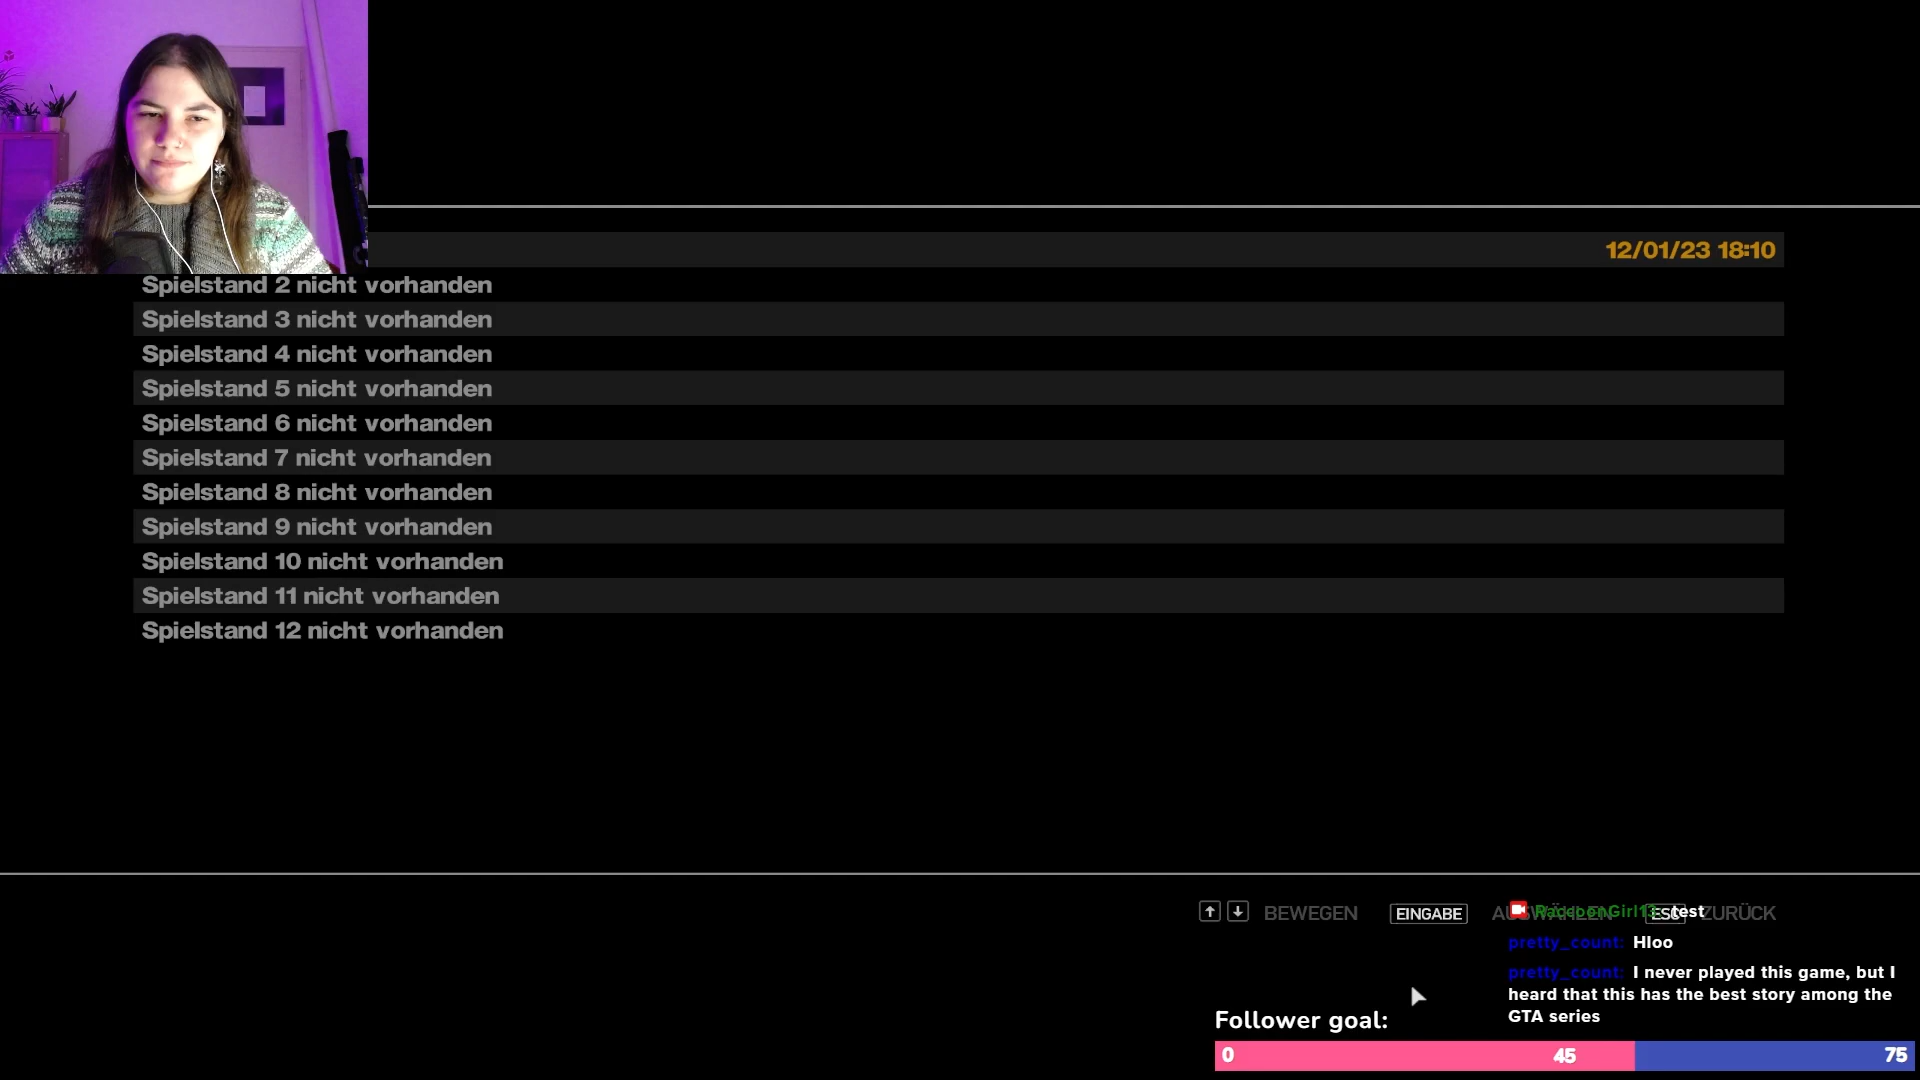 12/01/23 18:10
Spielstand 2 nicht vorhanden
Spielstand 3 nicht vorhanden
Spielstand 4 nicht vorhanden
Spielstand 5 nicht vorhanden
Spielstand 6 nicht vorhanden
Spielstand 7 nicht vorhanden
Spielstand 8 nicht vorhanden
Spielstand 9 nicht vorhanden
Spielstand 10 nicht vorhanden
Spielstand 11 nicht vorhanden
Spielstand 12 nicht vorhanden
BEWEGEN EINGABE AUSWÄHLEN ESC ZURÜCK
RaccoonGirl13: test
pretty_count: Hloo
pretty_count: I never played this game, but I
heard that this has the best story among the
GTA series
Follower goal:
0 45 75